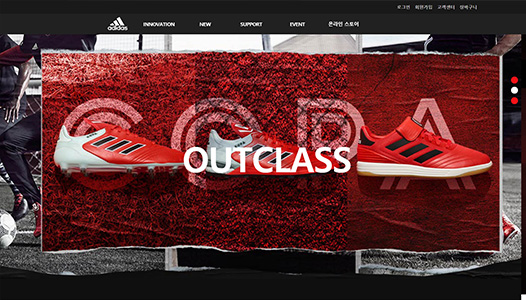 로그인 회원가입 고객센터 장바구니
adidas INNOVATION NEW SUPPORT EVENT 온라인 스토어
COPA
OUTCLASS